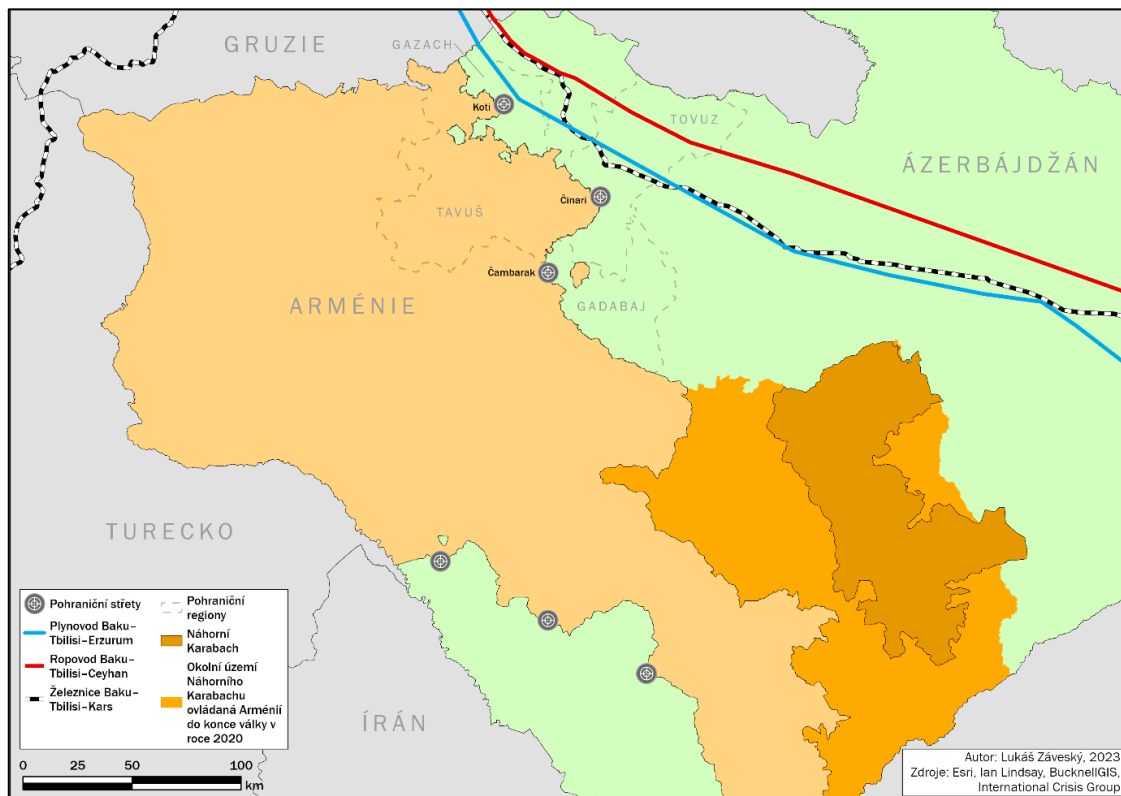 GRUZIE
GAZACH
Koti
TOVUZ
ÁZERBÁJDŽÁN
Činari
TAVUŠ
Čambarak
ARMÉNIE
GADABAJ
TURECKO
ÍRÁN
Pohraniční střety
Plynovod Baku–
Tbilisi–Erzurum
Ropovod Baku–
Tbilisi–Ceyhan
Železnice Baku–
Tbilisi–Kars
Pohraniční
regiony
Náhorní
Karabach
Okolní území
Náhorního
Karabachu
ovládaná Arménií
do konce války v
roce 2020
0 25 50 100
km
Autor: Lukáš Záveský, 2023
Zdroje: Esri, Ian Lindsay, BucknellGIS,
International Crisis Group